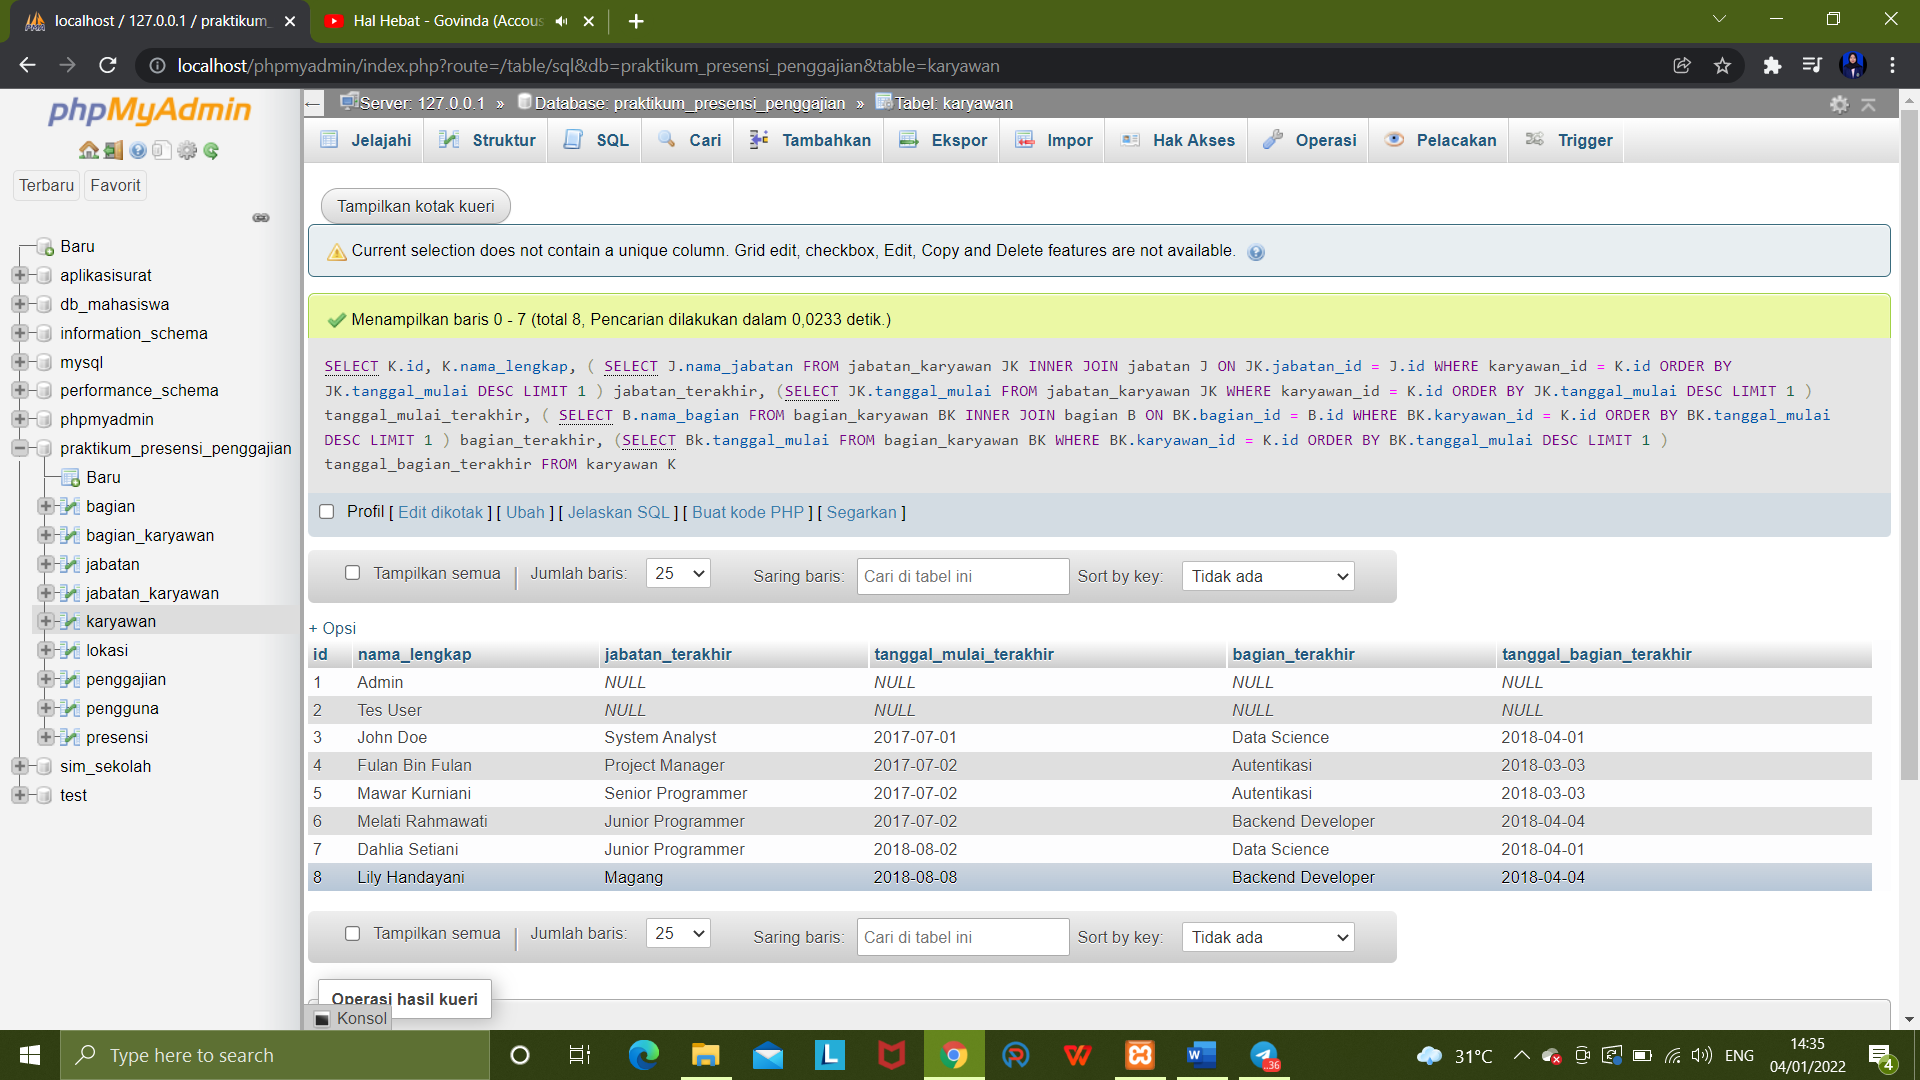 localhost / 127.0.0.1 / praktikum_
Hal Hebat - Govinda (Accous
localhost/phpmyadmin/index.php?route=/table/sql&db=praktikum_presensi_penggajian&table=karyawan
phpMyAdmin
Terbaru Favorit
Baru
aplikasisurat
db_mahasiswa
information_schema
mysql
performance_schema
phpmyadmin
praktikum_presensi_penggajian
Baru
bagian
bagian_karyawan
jabatan
jabatan_karyawan
karyawan
lokasi
penggajian
pengguna
presensi
sim_sekolah
test
Server: 127.0.0.1 » Database: praktikum_presensi_penggajian » Tabel: karyawan
Jelajahi Struktur SQL Cari Tambahkan Ekspor Impor Hak Akses Operasi Pelacakan Trigger
Tampilkan kotak kueri
Current selection does not contain a unique column. Grid edit, checkbox, Edit, Copy and Delete features are not available.
Menampilkan baris 0 - 7 (total 8, Pencarian dilakukan dalam 0,0233 detik.)
SELECT K.id, K.nama_lengkap, ( SELECT J.nama_jabatan FROM jabatan_karyawan JK INNER JOIN jabatan J ON JK.jabatan_id = J.id WHERE karyawan_id = K.id ORDER BY
JK.tanggal_mulai DESC LIMIT 1 ) jabatan_terakhir, (SELECT JK.tanggal_mulai FROM jabatan_karyawan JK WHERE karyawan_id = K.id ORDER BY JK.tanggal_mulai DESC LIMIT 1 )
tanggal_mulai_terakhir, ( SELECT B.nama_bagian FROM bagian_karyawan BK INNER JOIN bagian B ON BK.bagian_id = B.id WHERE BK.karyawan_id = K.id ORDER BY BK.tanggal_mulai
DESC LIMIT 1 ) bagian_terakhir, (SELECT Bk.tanggal_mulai FROM bagian_karyawan BK WHERE BK.karyawan_id = K.id ORDER BY BK.tanggal_mulai DESC LIMIT 1 )
tanggal_bagian_terakhir FROM karyawan K
Profil [ Edit dikotak ] [ Ubah ] [ Jelaskan SQL ] [ Buat kode PHP ] [ Segarkan ]
Tampilkan semua | Jumlah baris: 25 Saring baris: Cari di tabel ini Sort by key: Tidak ada
+ Opsi
id nama_lengkap jabatan_terakhir tanggal_mulai_terakhir bagian_terakhir tanggal_bagian_terakhir
1 Admin NULL NULL NULL NULL
2 Tes User NULL NULL NULL NULL
3 John Doe System Analyst 2017-07-01 Data Science 2018-04-01
4 Fulan Bin Fulan Project Manager 2017-07-02 Autentikasi 2018-03-03
5 Mawar Kurniani Senior Programmer 2017-07-02 Autentikasi 2018-03-03
6 Melati Rahmawati Junior Programmer 2017-07-02 Backend Developer 2018-04-04
7 Dahlia Setiani Junior Programmer 2018-08-02 Data Science 2018-04-01
8 Lily Handayani Magang 2018-08-08 Backend Developer 2018-04-04
Tampilkan semua | Jumlah baris: 25 Saring baris: Cari di tabel ini Sort by key: Tidak ada
Operasi hasil kueri
Konsol
Type here to search
L
W
36
31°C
ENG
14:35
04/01/2022
4